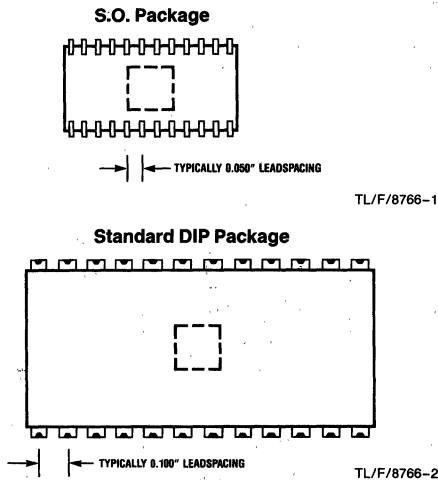 S.O. Package
TYPICALLY 0.050" LEADSPACING
TL/F/8766–1
Standard DIP Package
TYPICALLY 0.100" LEADSPACING
TL/F/8766–2